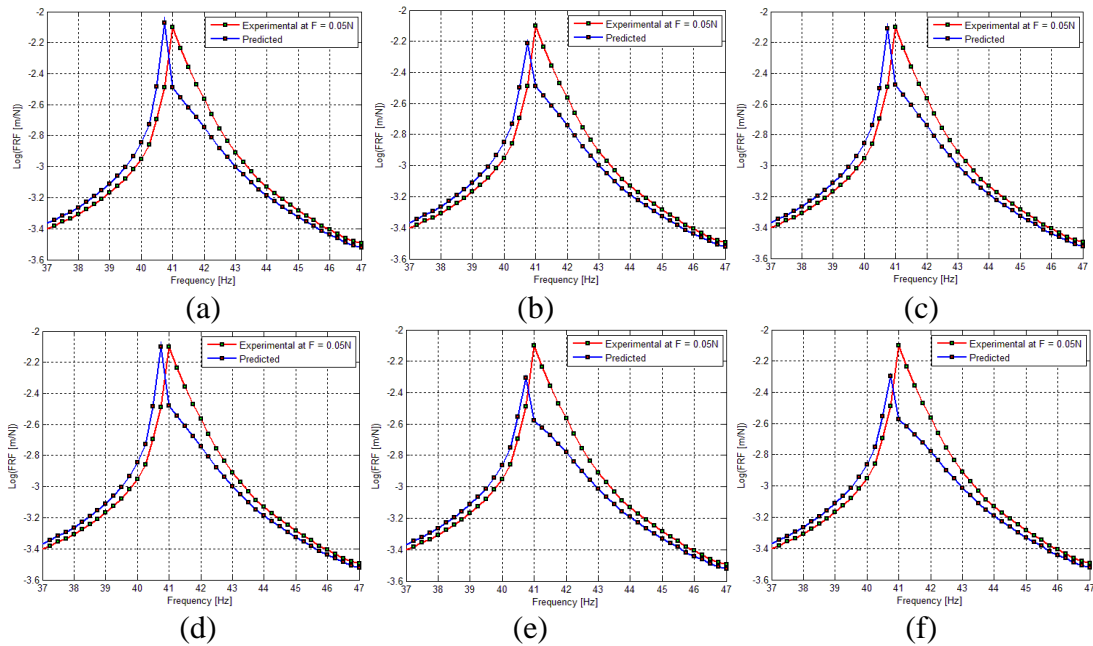 -2
-2.2
-2.4
-2.6
-2.8
-3
-3.2
-3.4
-3.6
Log(FRF [m/N])
Experimental at F = 0.05N
Predicted
37 38 39 40 41 42 43 44 45 46 47
Frequency [Hz]
(a)
-2
-2.2
-2.4
-2.6
-2.8
-3
-3.2
-3.4
-3.6
Log(FRF [m/N])
Experimental at F = 0.05N
Predicted
37 38 39 40 41 42 43 44 45 46 47
Frequency [Hz]
(b)
-2
-2.2
-2.4
-2.6
-2.8
-3
-3.2
-3.4
-3.6
Log(FRF [m/N])
Experimental at F = 0.05N
Predicted
37 38 39 40 41 42 43 44 45 46 47
Frequency [Hz]
(c)
-2
-2.2
-2.4
-2.6
-2.8
-3
-3.2
-3.4
-3.6
Log(FRF [m/N])
Experimental at F = 0.05N
Predicted
37 38 39 40 41 42 43 44 45 46 47
Frequency [Hz]
(d)
-2
-2.2
-2.4
-2.6
-2.8
-3
-3.2
-3.4
-3.6
Log(FRF [m/N])
Experimental at F = 0.05N
Predicted
37 38 39 40 41 42 43 44 45 46 47
Frequency [Hz]
(e)
-2
-2.2
-2.4
-2.6
-2.8
-3
-3.2
-3.4
-3.6
Log(FRF [m/N])
Experimental at F = 0.05N
Predicted
37 38 39 40 41 42 43 44 45 46 47
Frequency [Hz]
(f)